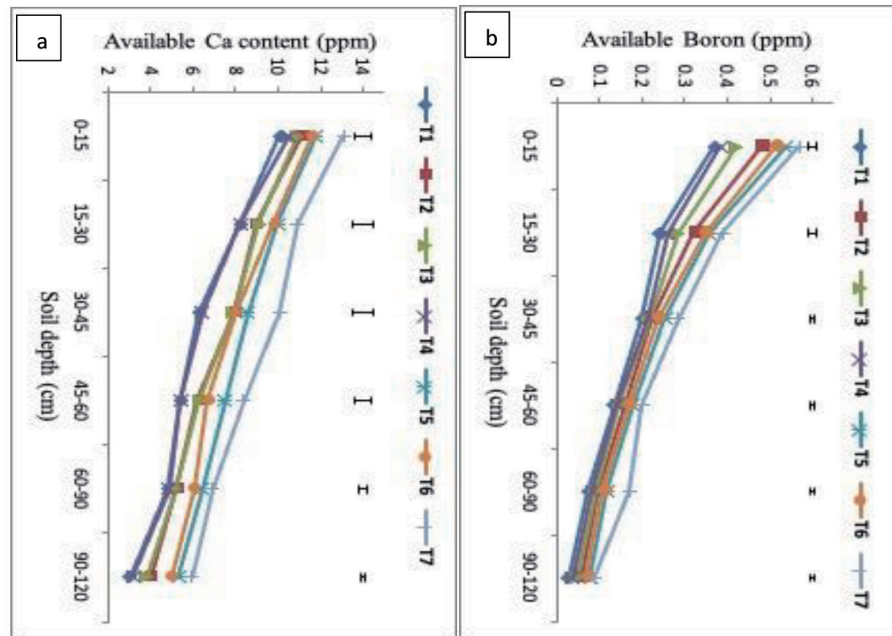 a
Available Ca content (ppm)
2 4 6 8 10 12 14
0-15
15-30
30-45
45-60
60-90
90-120
Soil depth (cm)
T1
T2
T3
T4
T5
T6
T7
b
Available Boron (ppm)
0 0.1 0.2 0.3 0.4 0.5 0.6
0-15
15-30
30-45
45-60
60-90
90-120
Soil depth (cm)
T1
T2
T3
T4
T5
T6
T7